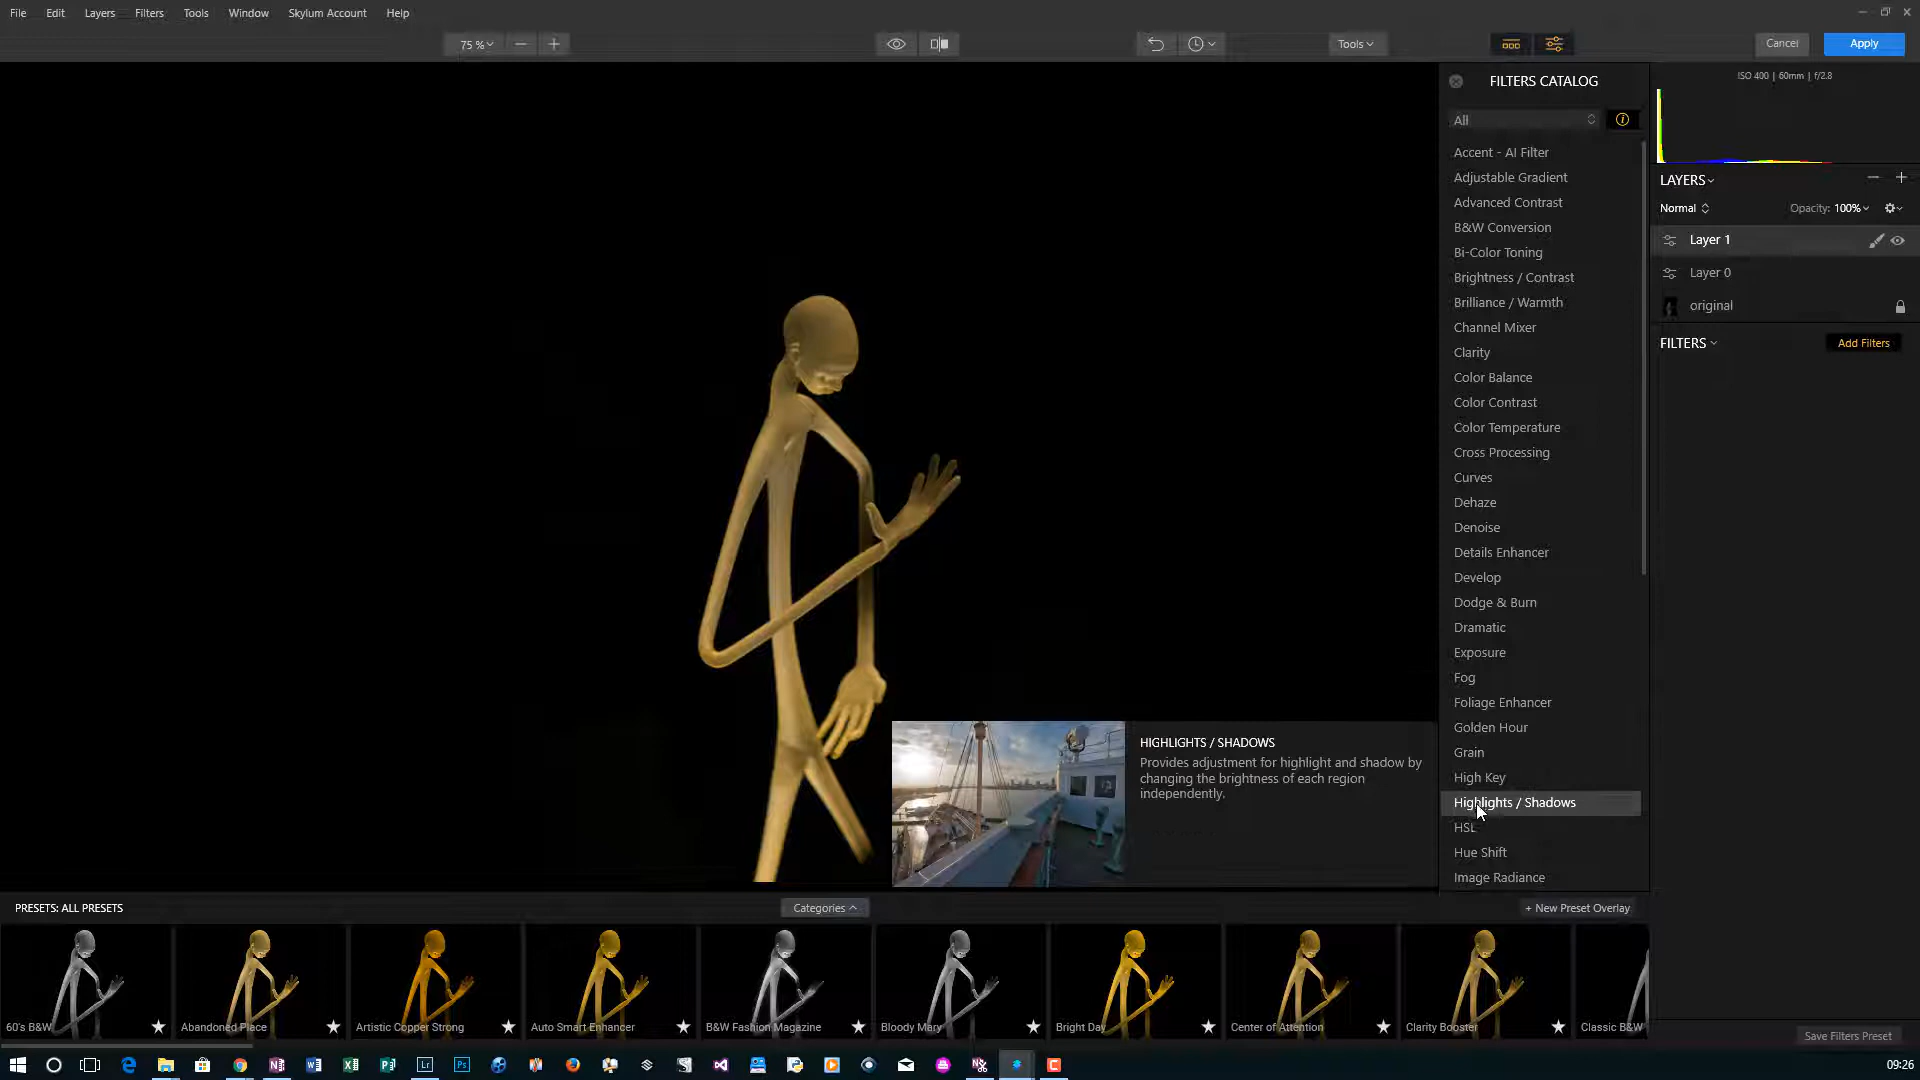 File Edit Layers Filters Tools Window Skylum Account Help
75 % Tools Cancel Apply
FILTERS CATALOG
All
Accent - AI Filter
Adjustable Gradient
Advanced Contrast
B&W Conversion
Bi-Color Toning
Brightness / Contrast
Brilliance / Warmth
Channel Mixer
Clarity
Color Balance
Color Contrast
Color Temperature
Cross Processing
Curves
Dehaze
Denoise
Details Enhancer
Develop
Dodge & Burn
Dramatic
Exposure
Fog
Foliage Enhancer
Golden Hour
Grain
High Key
Highlights / Shadows
HSL
Hue Shift
Image Radiance
HIGHLIGHTS / SHADOWS
Provides adjustment for highlight and shadow by
changing the brightness of each region
independently.
ISO 400 | 60mm | f/2.8
LAYERS
Normal Opacity: 100%
Layer 1
Layer 0
original
FILTERS Add Filters
PRESETS: ALL PRESETS Categories + New Preset Overlay
60's B&W Abandoned Place Artistic Copper Strong Auto Smart Enhancer B&W Fashion Magazine Bloody Mary Bright Day Center of Attention Clarity Booster Classic B&W
Save Filters Preset
Lr Ps 09:26